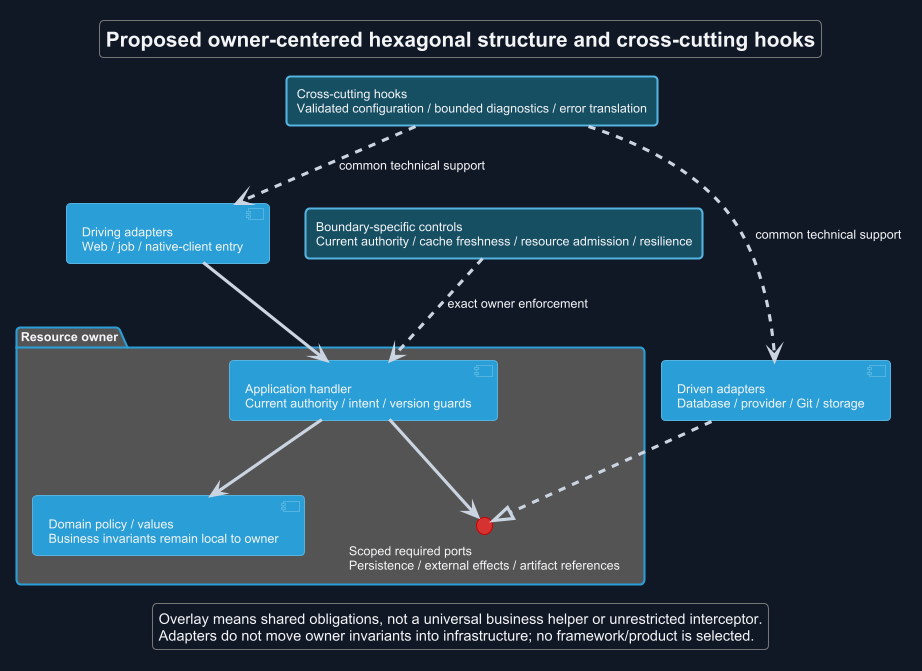 Proposed owner-centered hexagonal structure and cross-cutting hooks
Cross-cutting hooks
Validated configuration / bounded diagnostics / error translation
common technical support
Driving adapters
Web / job / native-client entry
Boundary-specific controls
Current authority / cache freshness / resource admission / resilience
common technical support
exact owner enforcement
Resource owner
Application handler
Current authority / intent / version guards
Driven adapters
Database / provider / Git / storage
Domain policy / values
Business invariants remain local to owner
Scoped required ports
Persistence / external effects / artifact references
Overlay means shared obligations, not a universal business helper or unrestricted interceptor.
Adapters do not move owner invariants into infrastructure; no framework/product is selected.